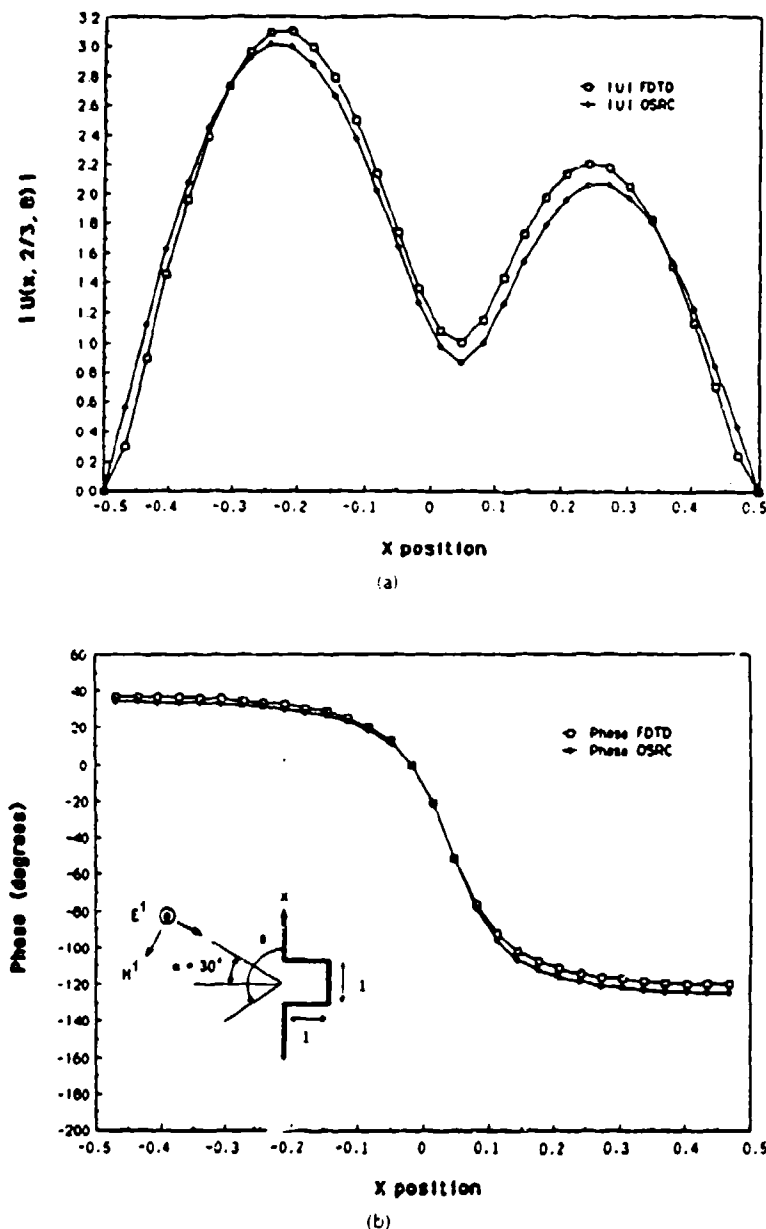 3.2
3.0
2.8
2.6
2.4
2.2
2.0
1.8
1.6
1.4
1.2
1.0
0.8
0.6
0.4
0.2
0.0
|U(x, 2/3, 8)|
-0.5 -0.4 -0.3 -0.2 -0.1 0 0.1 0.2 0.3 0.4 0.5
X position
|U| FDTD
|U| OSRC
(a)
60
40
20
0
-20
-40
-60
-80
-100
-120
-140
-160
-180
-200
Phase (degrees)
Phase FDTD
Phase OSRC
x
E¹
H¹
α = 30°
θ
1
1
-0.5 -0.4 -0.3 -0.2 -0.1 0 0.1 0.2 0.3 0.4 0.5
X position
(b)